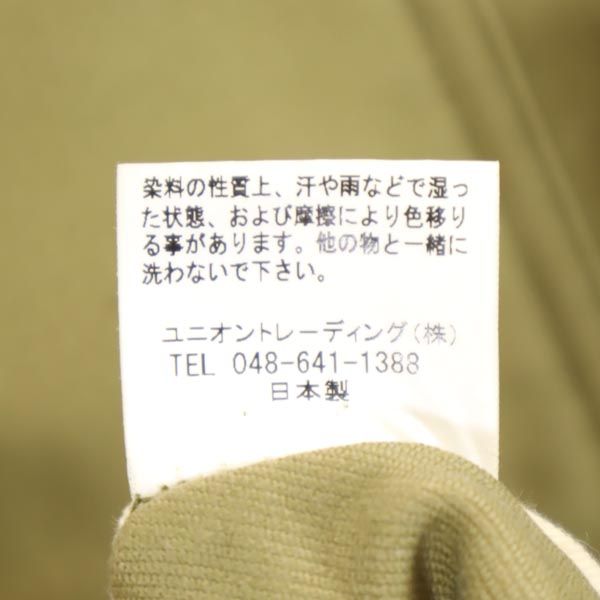 染料の性質上、汗や雨などで湿っ
た状態、および摩擦により色移り
る事があります。他の物と一緒に
洗わないで下さい。
ユニオントレーディング(株)
TEL 048-641-1388
日本製